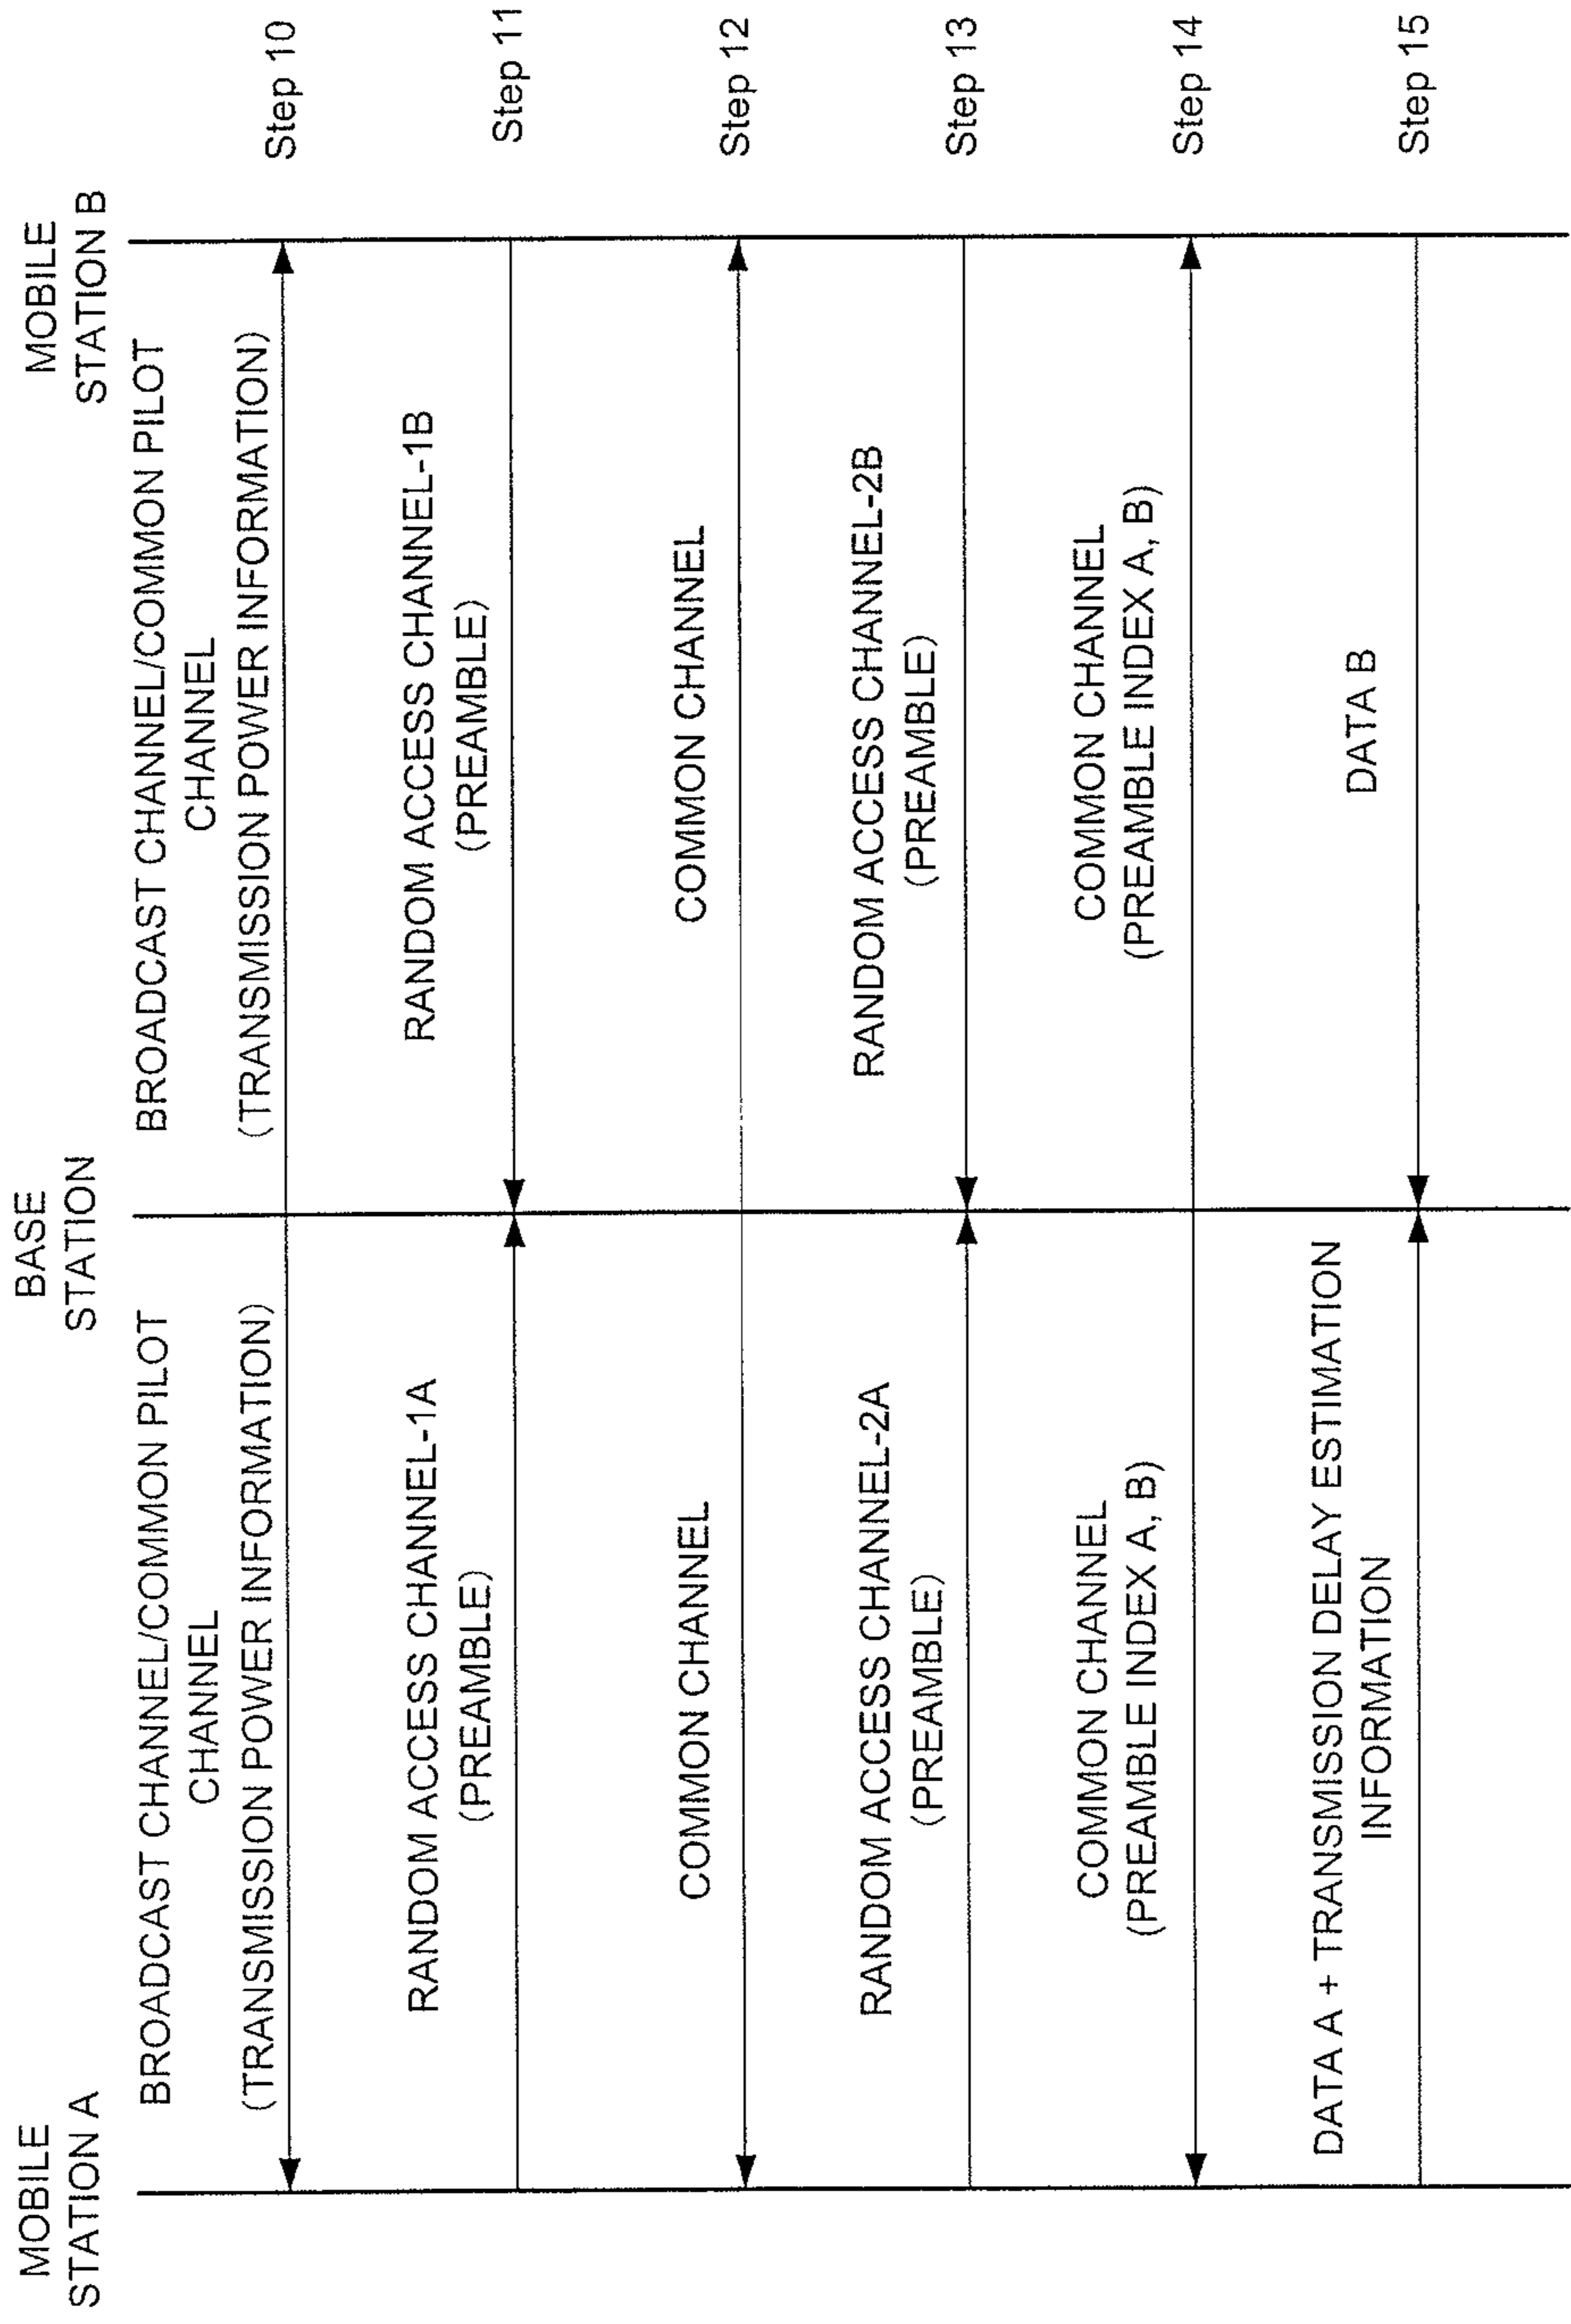 MOBILE
STATION A
BASE
STATION
MOBILE
STATION B
BROADCAST CHANNEL/COMMON PILOT
CHANNEL
(TRANSMISSION POWER INFORMATION)
BROADCAST CHANNEL/COMMON PILOT
CHANNEL
(TRANSMISSION POWER INFORMATION)
Step 10
RANDOM ACCESS CHANNEL-1A
(PREAMBLE)
RANDOM ACCESS CHANNEL-1B
(PREAMBLE)
Step 11
COMMON CHANNEL
COMMON CHANNEL
Step 12
RANDOM ACCESS CHANNEL-2A
(PREAMBLE)
RANDOM ACCESS CHANNEL-2B
(PREAMBLE)
Step 13
COMMON CHANNEL
(PREAMBLE INDEX A, B)
COMMON CHANNEL
(PREAMBLE INDEX A, B)
Step 14
DATA A + TRANSMISSION DELAY ESTIMATION
INFORMATION
DATA B
Step 15